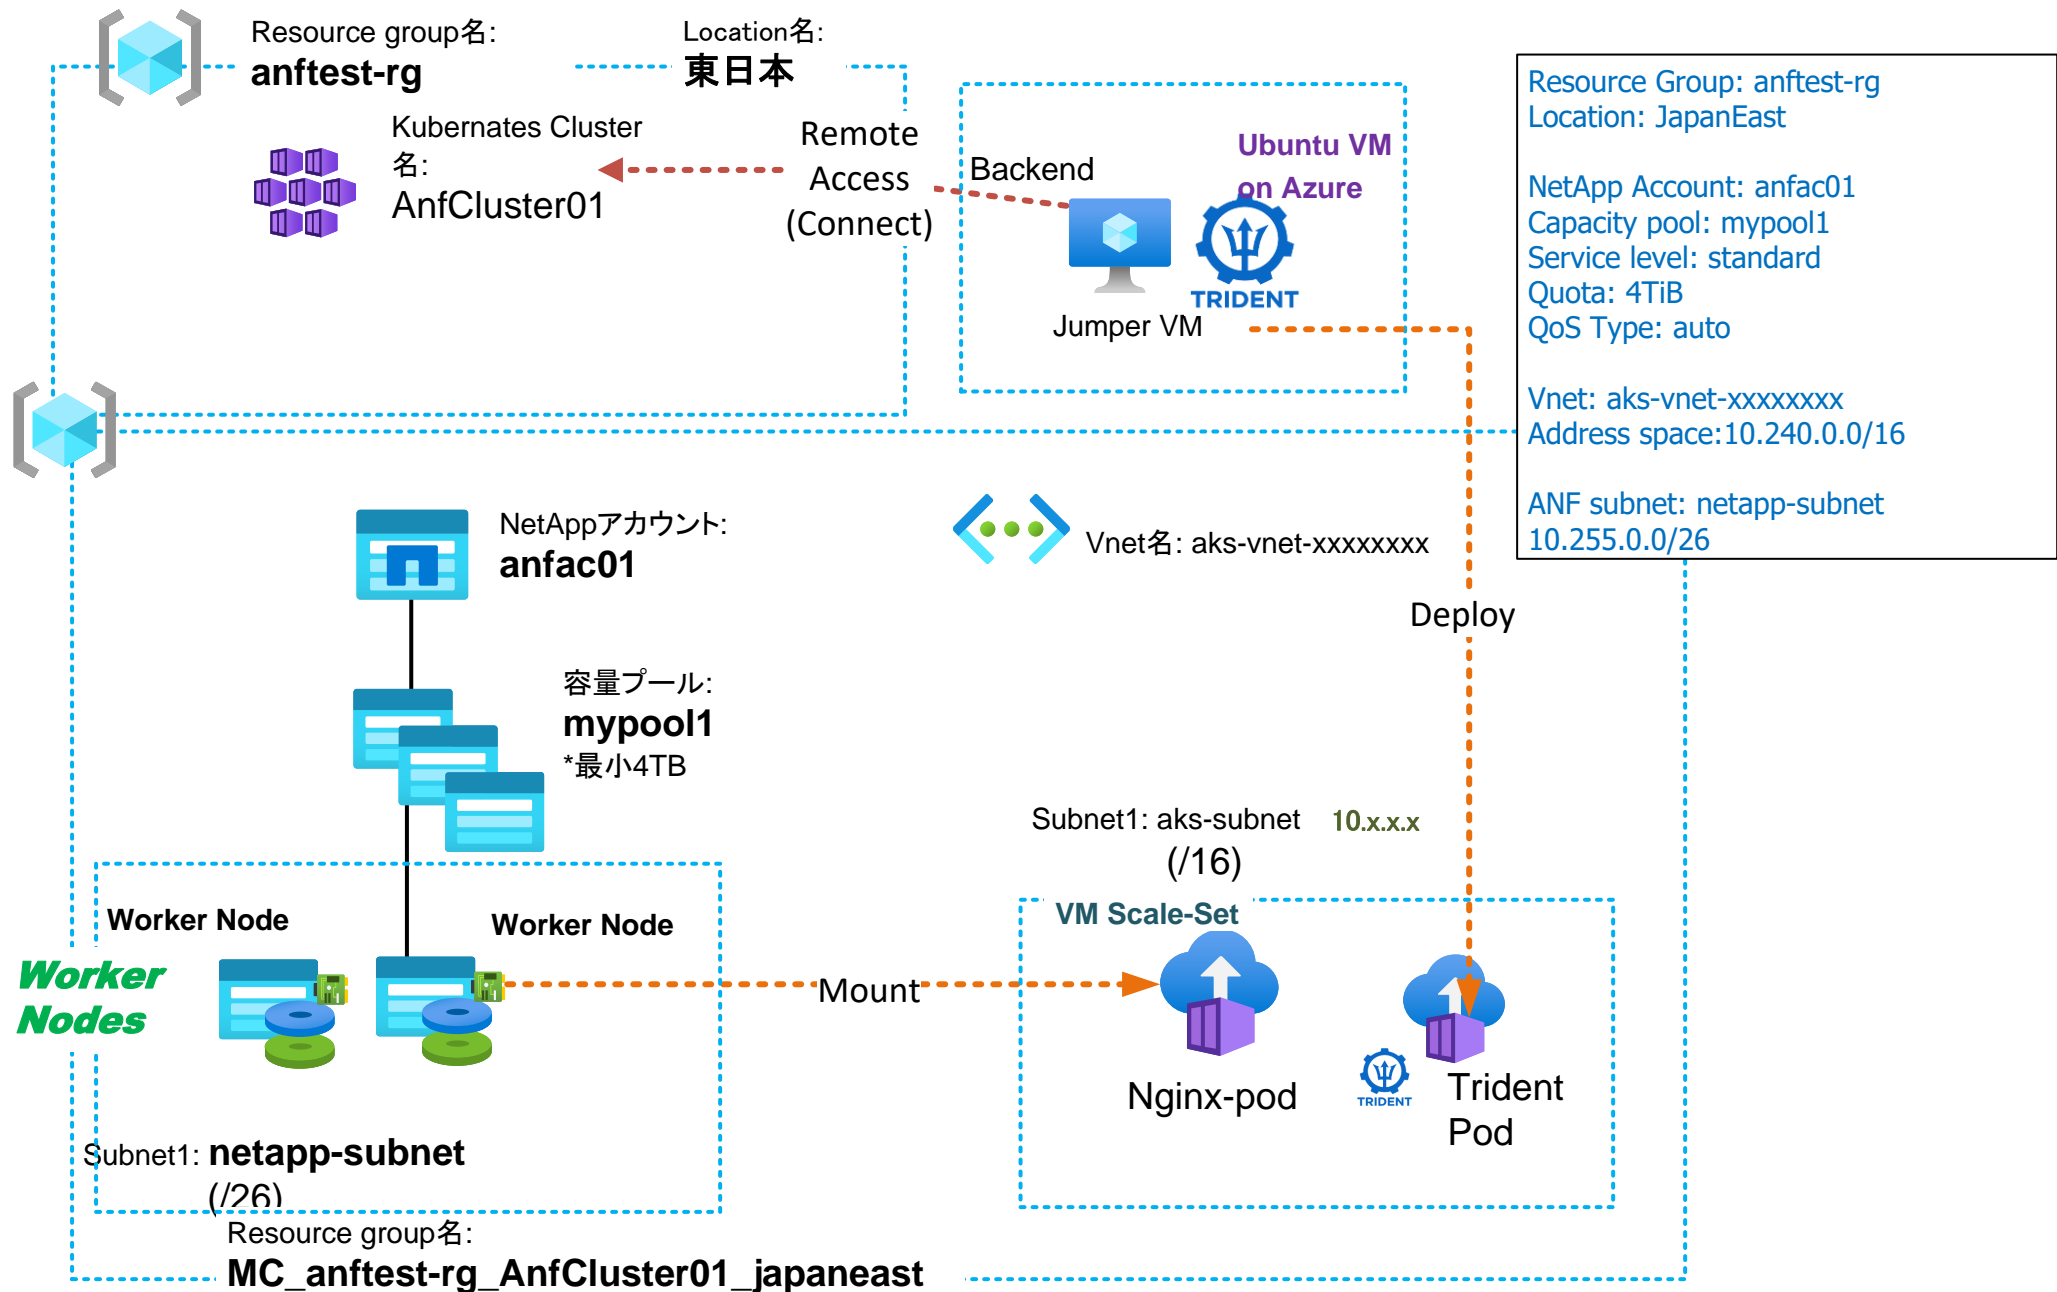 Resource group名:
anftest-rg
Location名:
東日本
Kubernates Cluster
名:
AnfCluster01
Remote
Access
(Connect)
Backend
Ubuntu VM
on Azure
TRIDENT
Jumper VM
Resource Group: anftest-rg
Location: JapanEast
NetApp Account: anfac01
Capacity pool: mypool1
Service level: standard
Quota: 4TiB
QoS Type: auto
Vnet: aks-vnet-xxxxxxxx
Address space:10.240.0.0/16
ANF subnet: netapp-subnet
10.255.0.0/26
NetAppアカウント:
anfac01
Vnet名: aks-vnet-xxxxxxxx
Deploy
容量プール:
mypool1
*最小4TB
Subnet1: aks-subnet 10.x.x.x
(/16)
Worker Node
Worker Node
VM Scale-Set
Worker
Nodes
Mount
Nginx-pod
TRIDENT
Trident
Pod
Subnet1: netapp-subnet
(/26)
Resource group名:
MC_anftest-rg_AnfCluster01_japaneast